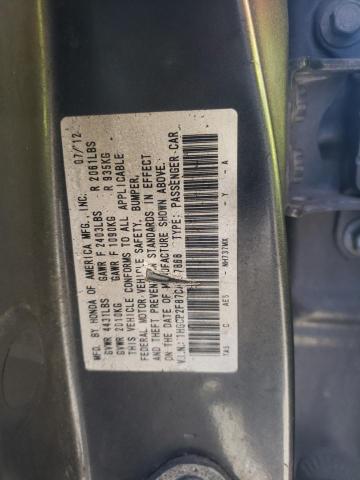 MFD. BY HONDA OF AMERICA MFG., INC. 07/12
GVWR 4431LBS GAWR F 2403LBS R 2061LBS
GVWR 2010KG GAWR F 1090KG R 935KG
THIS VEHICLE CONFORMS TO ALL APPLICABLE
FEDERAL MOTOR VEHICLE SAFETY, BUMPER,
AND THEFT PREVENTION STANDARDS IN EFFECT
ON THE DATE OF MANUFACTURE SHOWN ABOVE.
V.I.N.: TYPE: PASSENGER CAR
C AES Y A